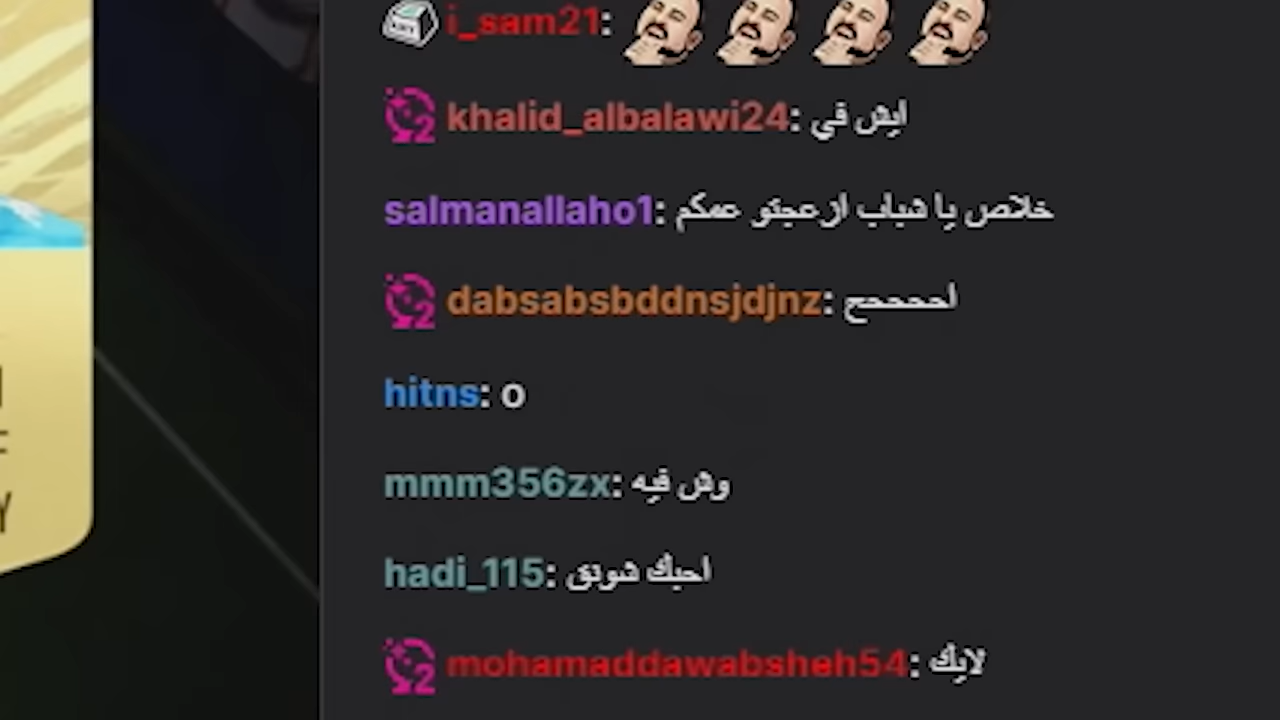 i_sam21:
khalid_albalawi24: ايش في
salmanallaho1: خلاص يا شباب ازعجتو عمكم
dabsabsbddnsjdjnz: احححححح
hitns: o
mmm356zx: وش فيه
hadi_115: احبك شونق
mohamaddawabsheh54: لايك